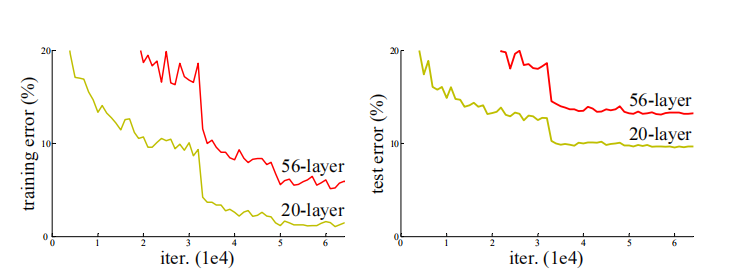 20
10
0
0 1 2 3 4 5 6
training error (%)
iter. (1e4)
56-layer
20-layer
20
10
0
0 1 2 3 4 5 6
test error (%)
iter. (1e4)
56-layer
20-layer